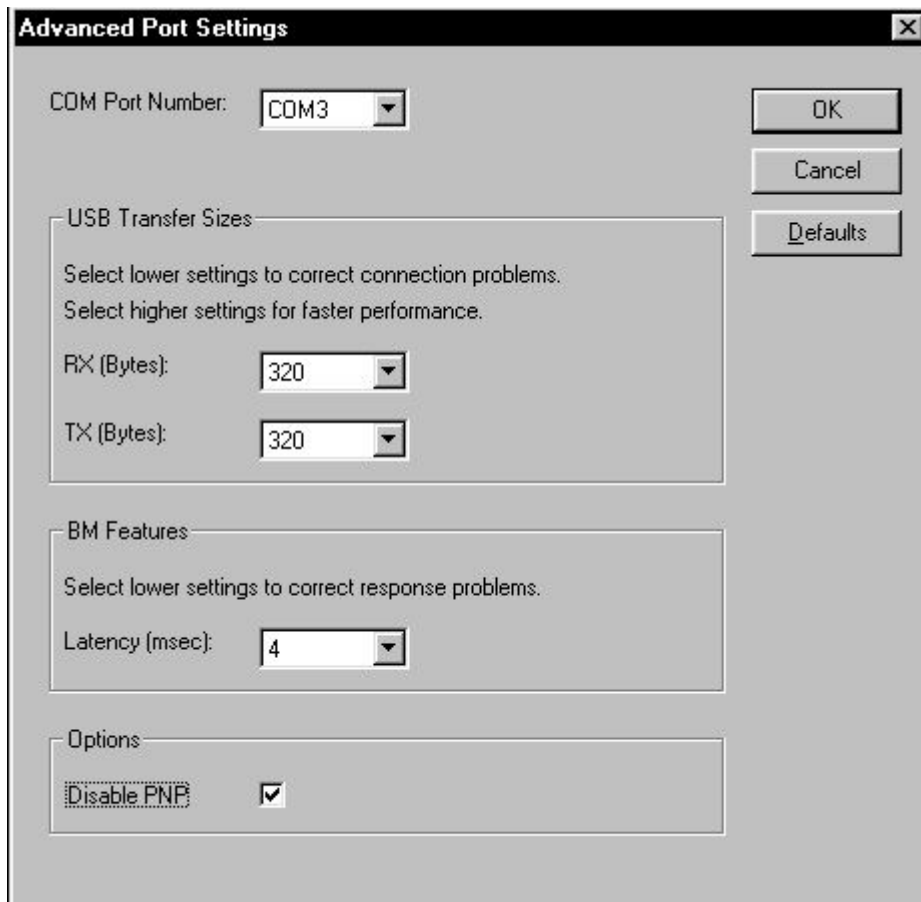 Advanced Port Settings
COM Port Number:
COM3
OK
Cancel
Defaults
USB Transfer Sizes
Select lower settings to correct connection problems.
Select higher settings for faster performance.
RX (Bytes):
320
TX (Bytes):
320
BM Features
Select lower settings to correct response problems.
Latency (msec):
4
Options
Disable PNP